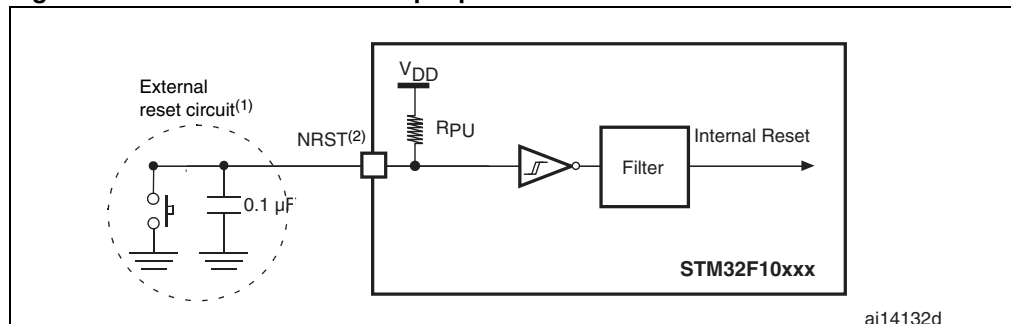 External
reset circuit(1)
VDD
NRST(2)
RPU
Internal Reset
Filter
0.1 µF
STM32F10xxx
ai14132d